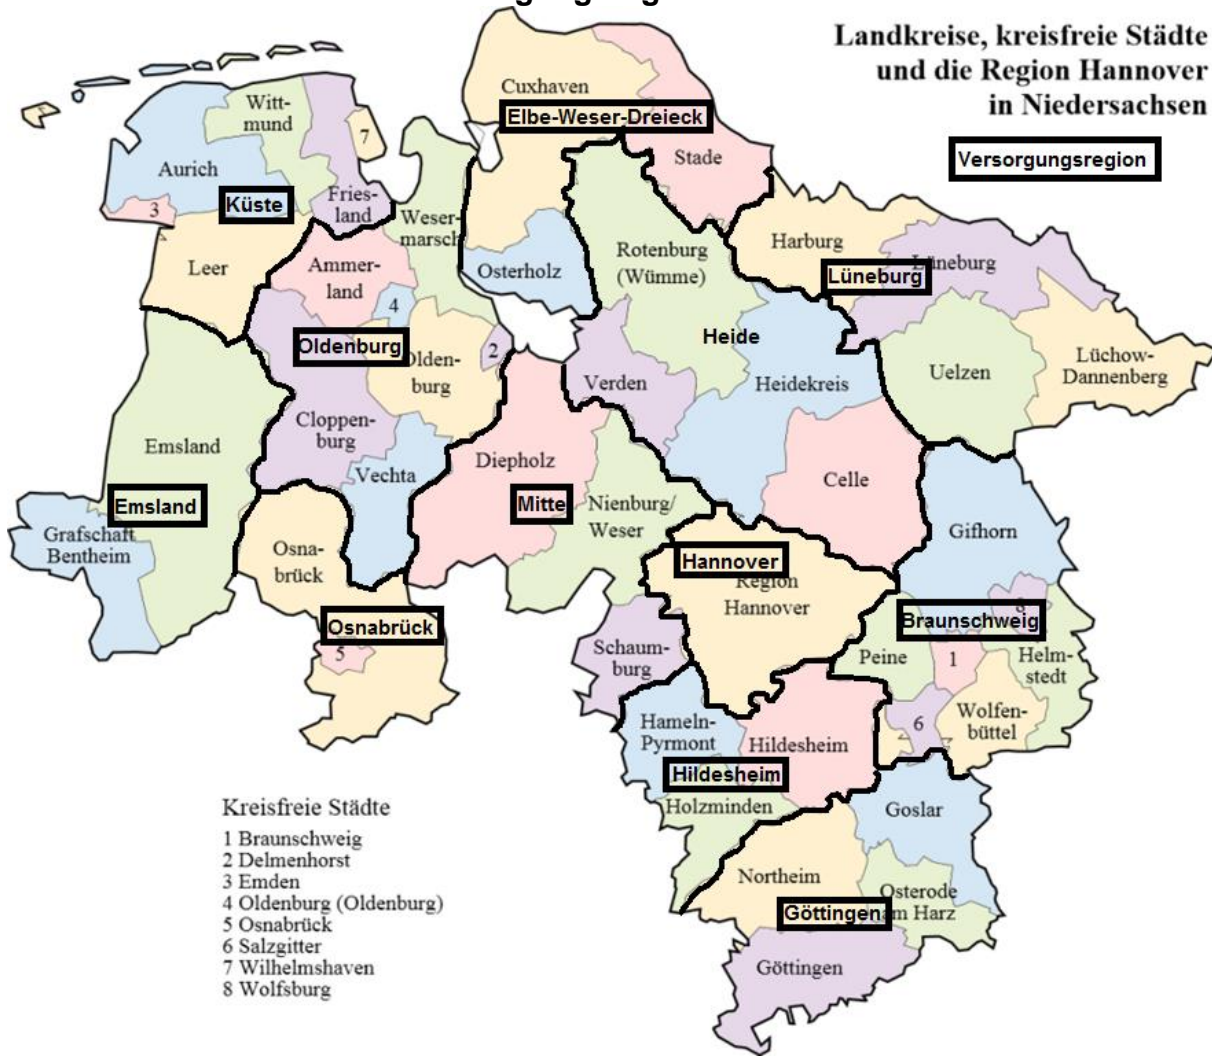 Landkreise, kreisfreie Städte
und die Region Hannover
in Niedersachsen
Versorgungsregion
Cuxhaven
Elbe-Weser-Dreieck
Stade
Witt-
mund
7
Aurich
Küste
Fries-
land
3
Weser-
marsch
Leer
Ammer-
land
4
Osterholz
Rotenburg
(Wümme)
Harburg
Lüneburg
Lüneburg
Oldenburg
Olden-
burg
2
Heide
Verden
Heidekreis
Uelzen
Lüchow-
Dannenberg
Emsland
Cloppen-
burg
Vechta
Diepholz
Mitte
Nienburg/
Weser
Celle
Emsland
Grafschaft
Bentheim
Osna-
brück
Osnabrück
5
Gifhorn
Hannover
Region
Hannover
8
Braunschweig
Schaum-
burg
Peine
1
Helm-
stedt
Hameln-
Pyrmont
Hildesheim
6
Wolfen-
büttel
Hildesheim
Holzminden
Goslar
Northeim
Osterode
am Harz
Göttingen
Göttingen
Kreisfreie Städte
1 Braunschweig
2 Delmenhorst
3 Emden
4 Oldenburg (Oldenburg)
5 Osnabrück
6 Salzgitter
7 Wilhelmshaven
8 Wolfsburg